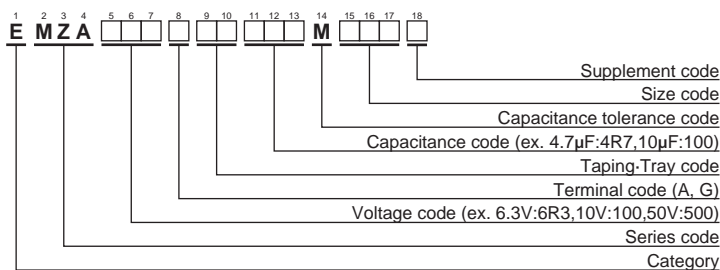 1 2 3 4 5 6 7 8 9 10 11 12 13 14 15 16 17 18
E MZA M
Supplement code
Size code
Capacitance tolerance code
Capacitance code (ex. 4.7μF:4R7,10μF:100)
Taping·Tray code
Terminal code (A, G)
Voltage code (ex. 6.3V:6R3,10V:100,50V:500)
Series code
Category